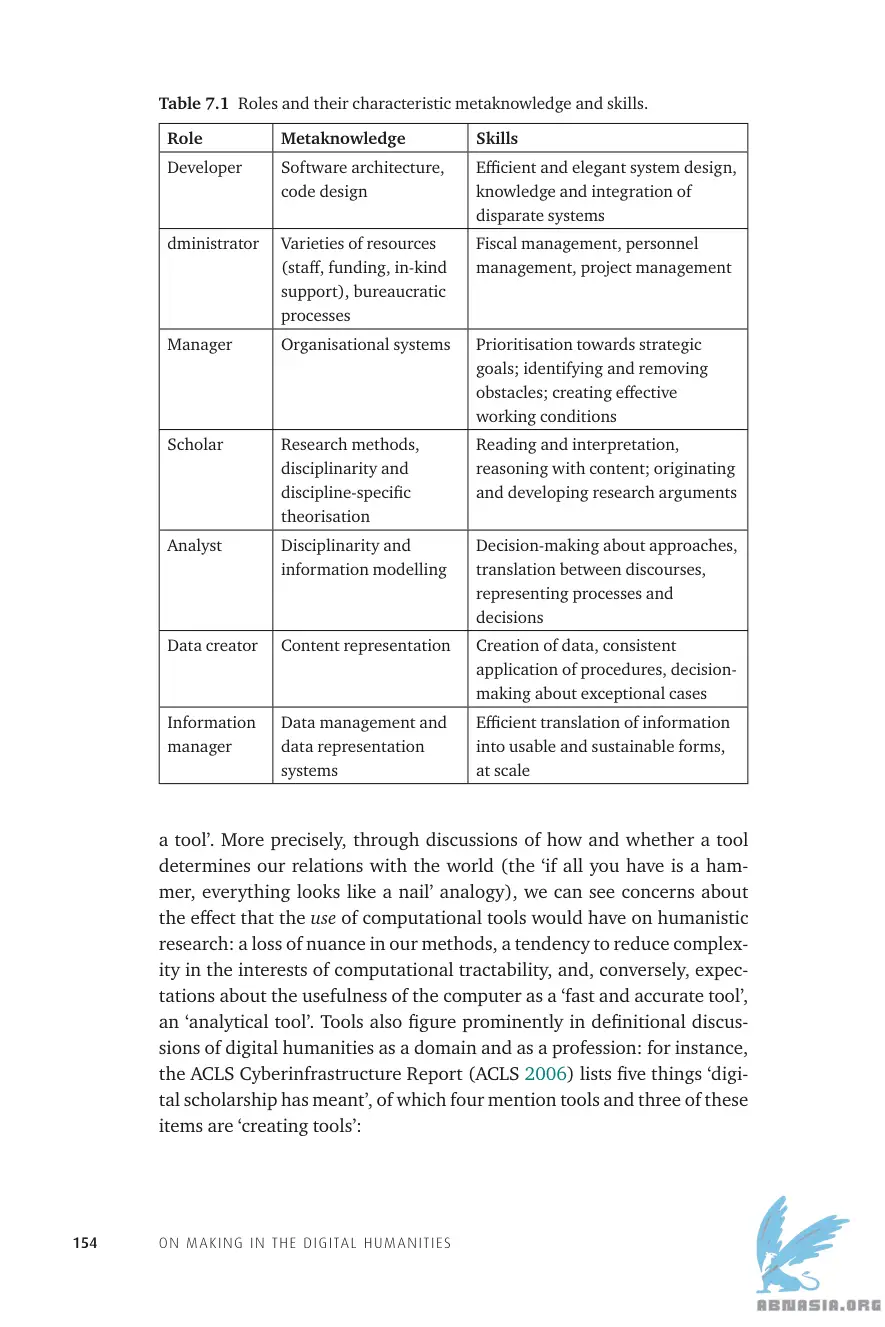 Table 7.1 Roles and their characteristic metaknowledge and skills.
Role Metaknowledge Skills
Developer Software architecture, Efficient and elegant system design,
code design knowledge and integration of
disparate systems
dministrator Varieties of resources Fiscal management, personnel
(staff, funding, in-kind management, project management
support), bureaucratic
processes
Manager Organisational systems Prioritisation towards strategic
goals; identifying and removing
obstacles; creating effective
working conditions
Scholar Research methods, Reading and interpretation,
disciplinarity and reasoning with content; originating
discipline-specific and developing research arguments
theorisation
Analyst Disciplinarity and Decision-making about approaches,
information modelling translation between discourses,
representing processes and
decisions
Data creator Content representation Creation of data, consistent
application of procedures, decision-
making about exceptional cases
Information Data management and Efficient translation of information
manager data representation into usable and sustainable forms,
systems at scale
a tool’. More precisely, through discussions of how and whether a tool
determines our relations with the world (the ‘if all you have is a ham-
mer, everything looks like a nail’ analogy), we can see concerns about
the effect that the use of computational tools would have on humanistic
research: a loss of nuance in our methods, a tendency to reduce complex-
ity in the interests of computational tractability, and, conversely, expec-
tations about the usefulness of the computer as a ‘fast and accurate tool’,
an ‘analytical tool’. Tools also figure prominently in definitional discus-
sions of digital humanities as a domain and as a profession: for instance,
the ACLS Cyberinfrastructure Report (ACLS 2006) lists five things ‘digi-
tal scholarship has meant’, of which four mention tools and three of these
items are ‘creating tools’:
154 ON MAKING IN THE DIGITAL HUMANITIES
ABNASIA.ORG